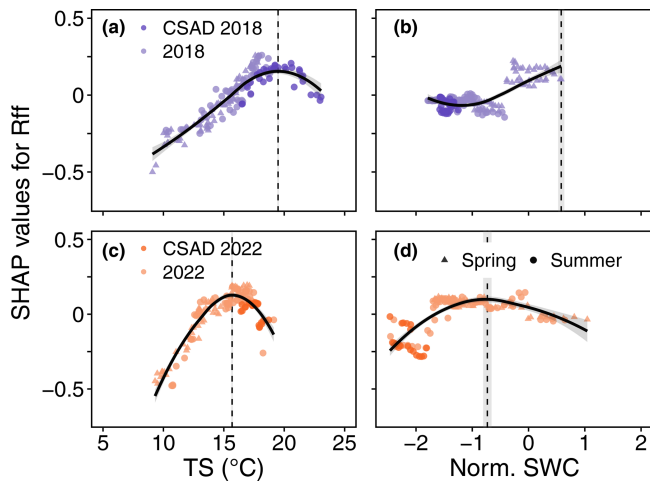 SHAP values for Rff
(a) CSAD 2018
2018
(b)
0.5
0
−0.5
(c) CSAD 2022
2022
(d) Spring Summer
0.5
0
−0.5
5 10 15 20 25
−2 −1 0 1 2
TS (°C)
Norm. SWC